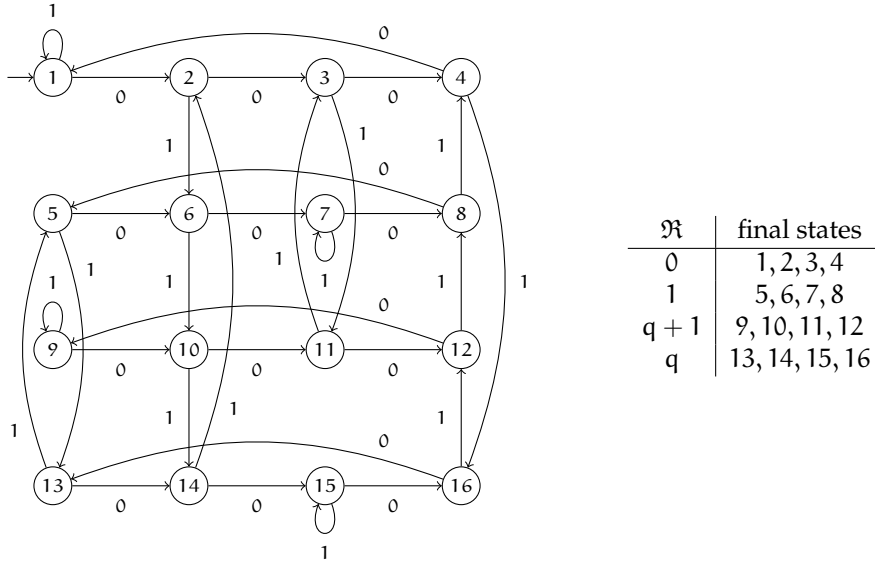 1
0
1 2 3 4
0 0 0
1 1 1
0
5 6 7 8
0 0 0
1 1 1 1 1 1
0
9 10 11 12
0 0 0
1 1 1 1
0
13 14 15 16
0 0 0
1
ℜ final states
0 1, 2, 3, 4
1 5, 6, 7, 8
q + 1 9, 10, 11, 12
q 13, 14, 15, 16